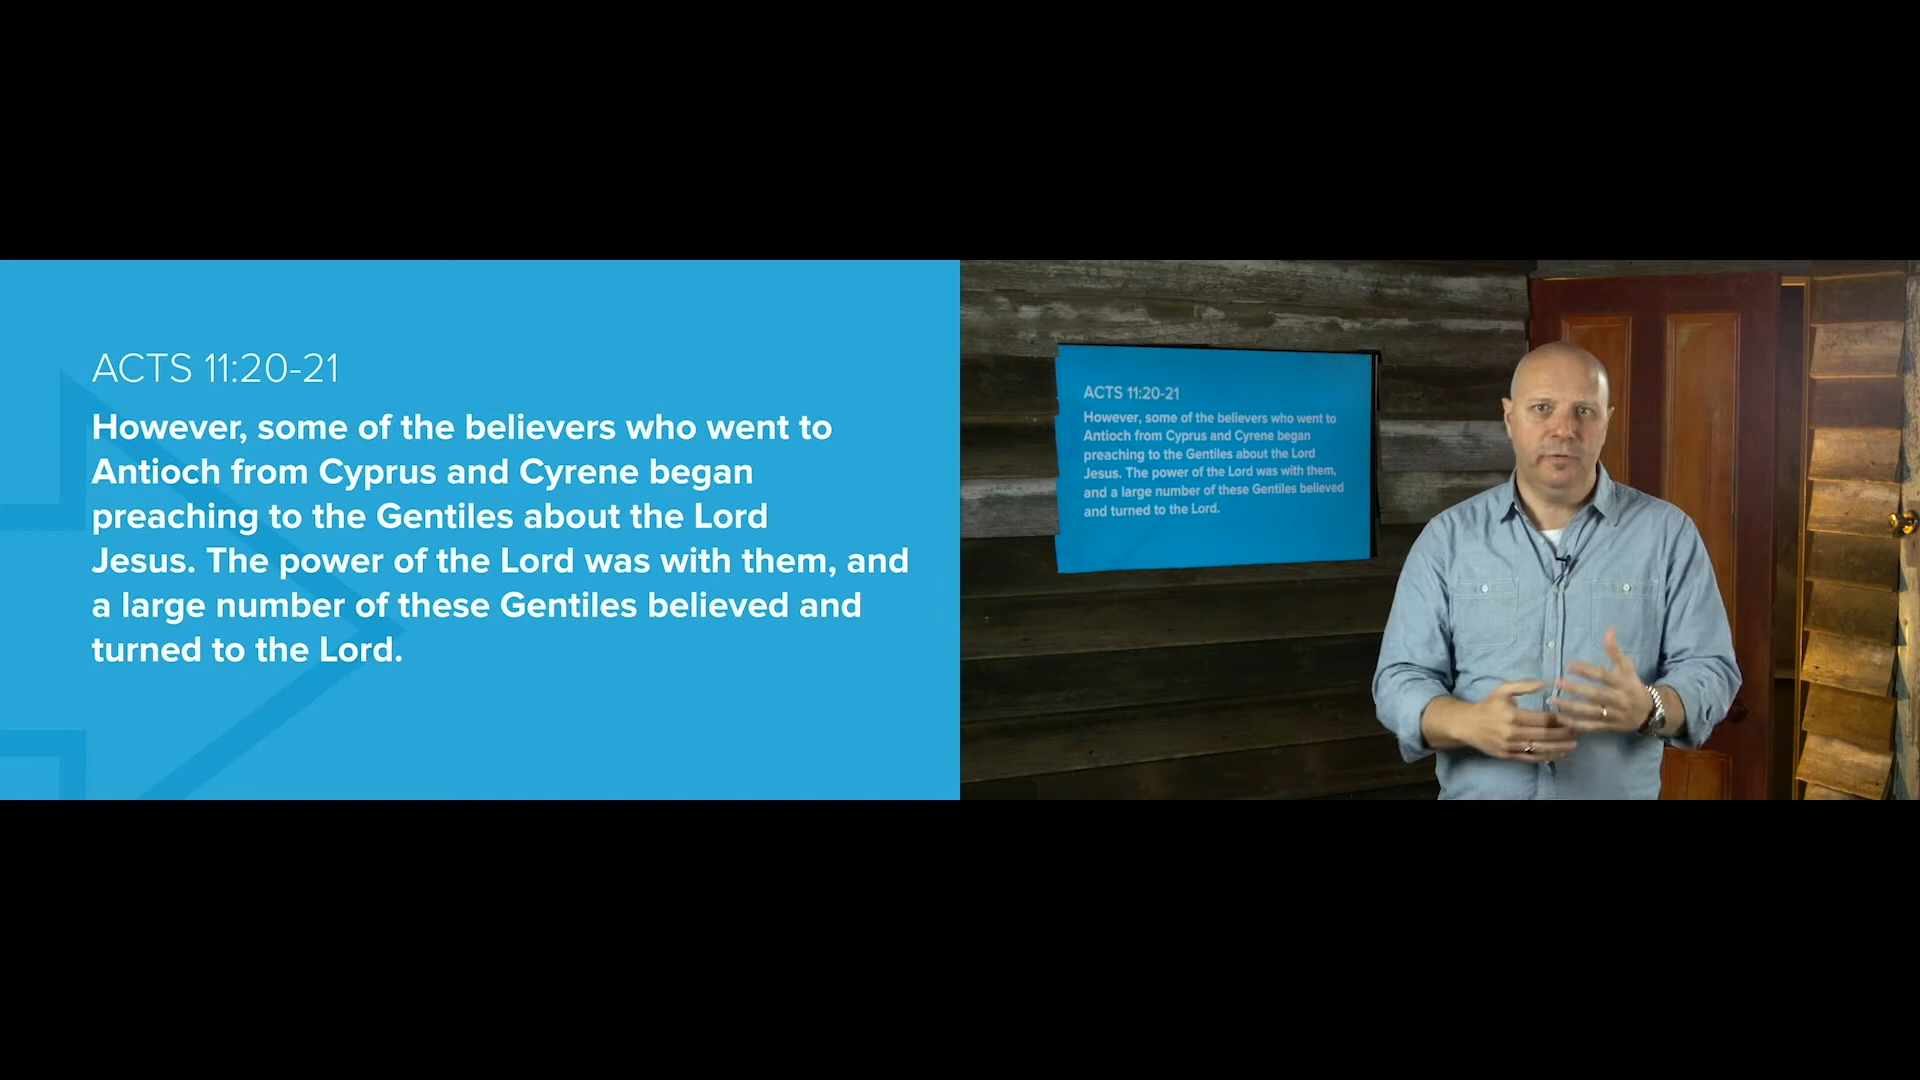 ACTS 11:20-21
However, some of the believers who went to
Antioch from Cyprus and Cyrene began
preaching to the Gentiles about the Lord
Jesus. The power of the Lord was with them, and
a large number of these Gentiles believed and
turned to the Lord.
ACTS 11:20-21
However, some of the believers who went to
Antioch from Cyprus and Cyrene began
preaching to the Gentiles about the Lord
Jesus. The power of the Lord was with them,
and a large number of these Gentiles believed
and turned to the Lord.